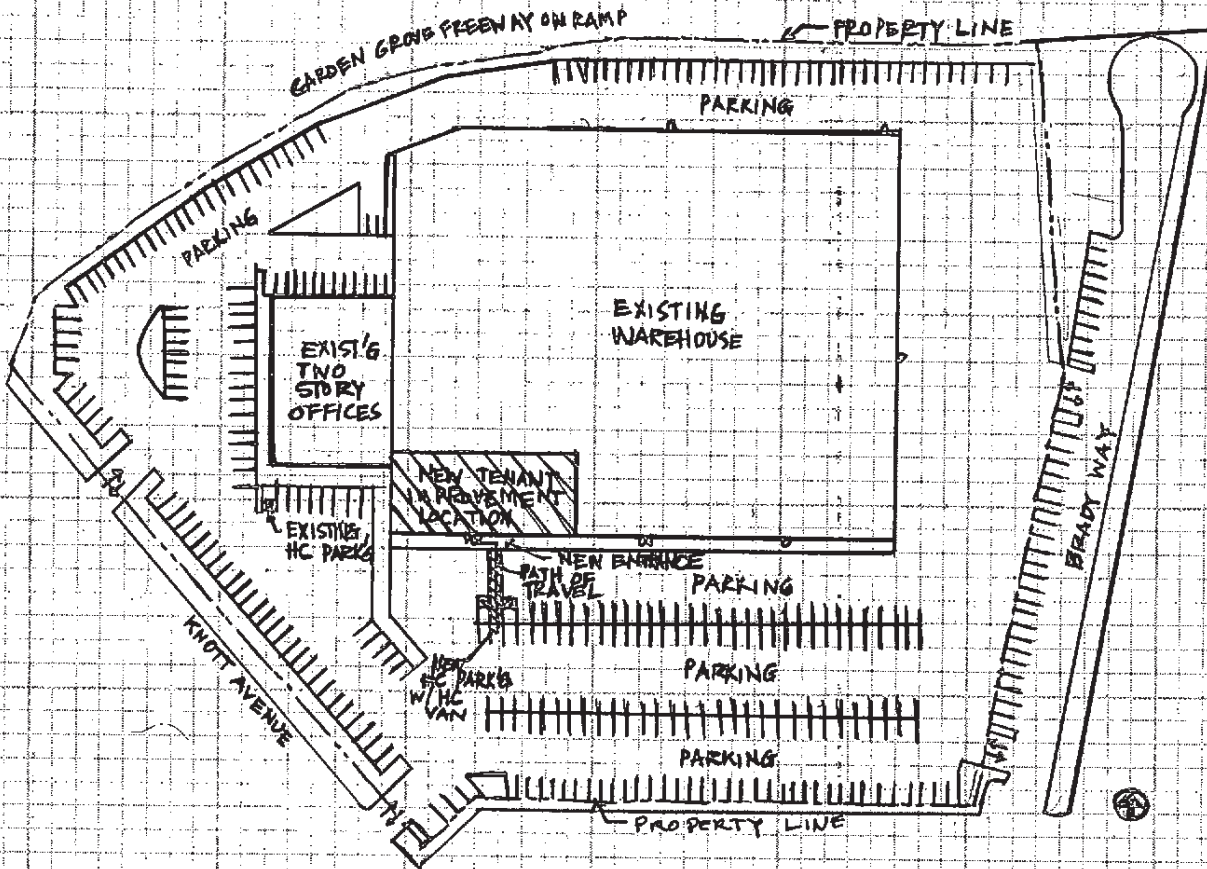 GARDEN GROVE FREEWAY ON RAMP
PROPERTY LINE
PARKING
PARKING
EXISTING
WAREHOUSE
EXIST'G
TWO
STORY
OFFICES
NEW TENANT
IMPROVEMENT
LOCATION
EXISTING
HC PARK'G
NEW ENTRANCE
PATH OF
TRAVEL
PARKING
BRADY WAY
KNOTT AVENUE
NEW
HC PARK'G
W/ HC
VAN
PARKING
PARKING
PROPERTY LINE